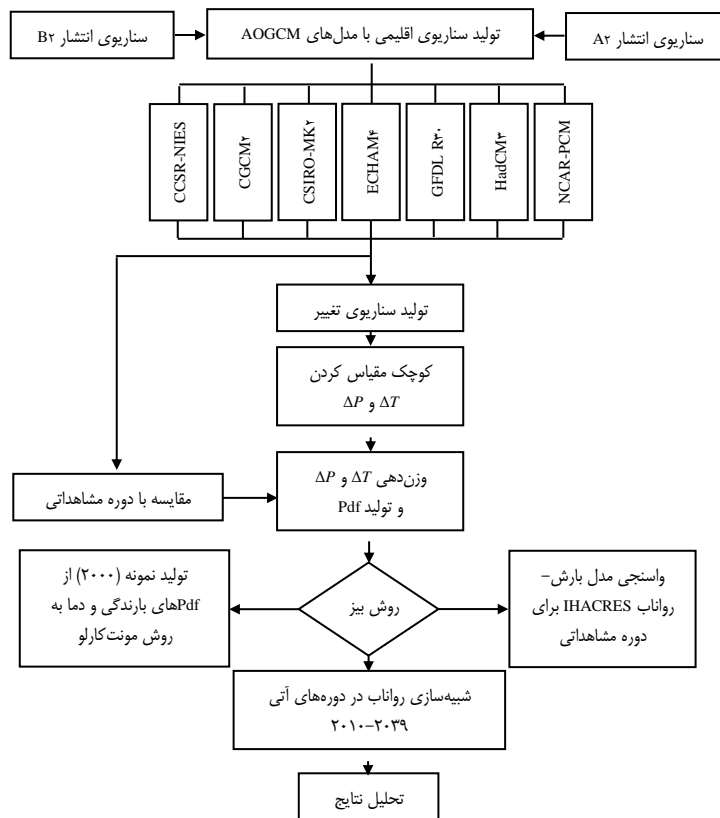 سناریوی انتشار A۲
تولید سناریوی اقلیمی با مدل‌های AOGCM
سناریوی انتشار B۲
CCSR-NIES
CGCM۲
CSIRO-MK۲
ECHAM۴
GFDL R۳۰
HadCM۳
NCAR-PCM
تولید سناریوی تغییر
کوچک مقیاس کردن
ΔT و ΔP
وزن‌دهی ΔT و ΔP
و تولید Pdf
مقایسه با دوره مشاهداتی
واسنجی مدل بارش–
رواناب IHACRES برای
دوره مشاهداتی
روش بیز
تولید نمونه (۲۰۰۰) از
Pdfهای بارندگی و دما به
روش مونت‌کارلو
شبیه‌سازی رواناب در دوره‌های آتی
۲۰۱۰–۲۰۳۹
تحلیل نتایج